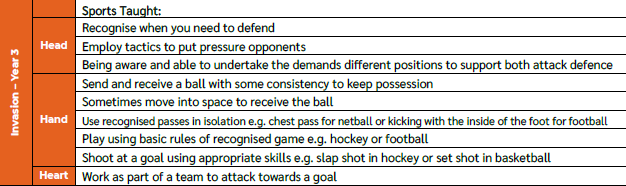 Invasion – Year 3
Sports Taught:
Head
Recognise when you need to defend
Employ tactics to put pressure opponents
Being aware and able to undertake the demands different positions to support both attack defence
Hand
Send and receive a ball with some consistency to keep possession
Sometimes move into space to receive the ball
Use recognised passes in isolation e.g. chest pass for netball or kicking with the inside of the foot for football
Play using basic rules of recognised game e.g. hockey or football
Shoot at a goal using appropriate skills e.g. slap shot in hockey or set shot in basketball
Heart
Work as part of a team to attack towards a goal